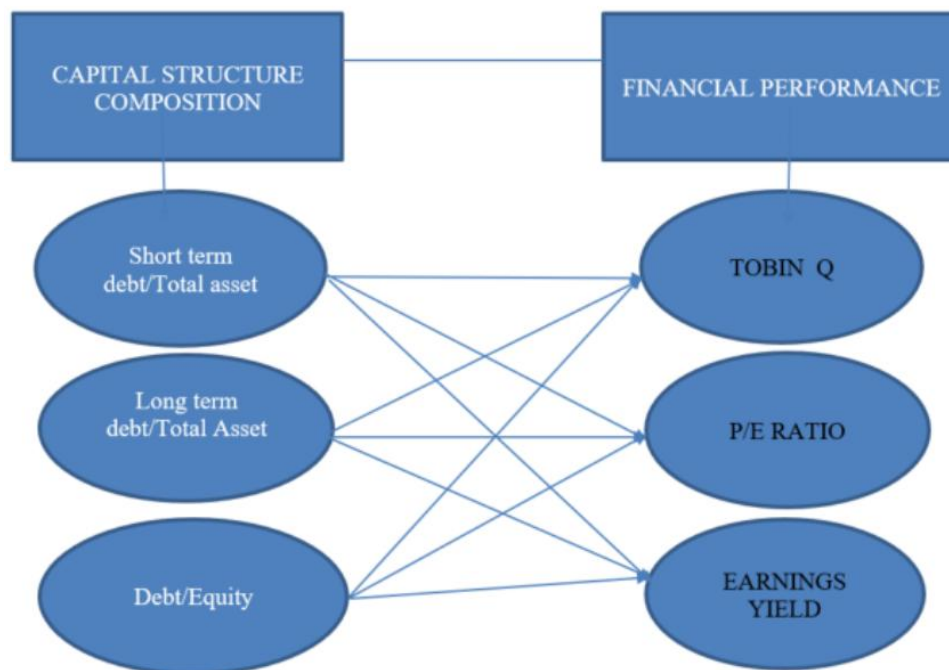 CAPITAL STRUCTURE
COMPOSITION
FINANCIAL PERFORMANCE
Short term
debt/Total asset
TOBIN Q
Long term
debt/Total Asset
P/E RATIO
Debt/Equity
EARNINGS
YIELD